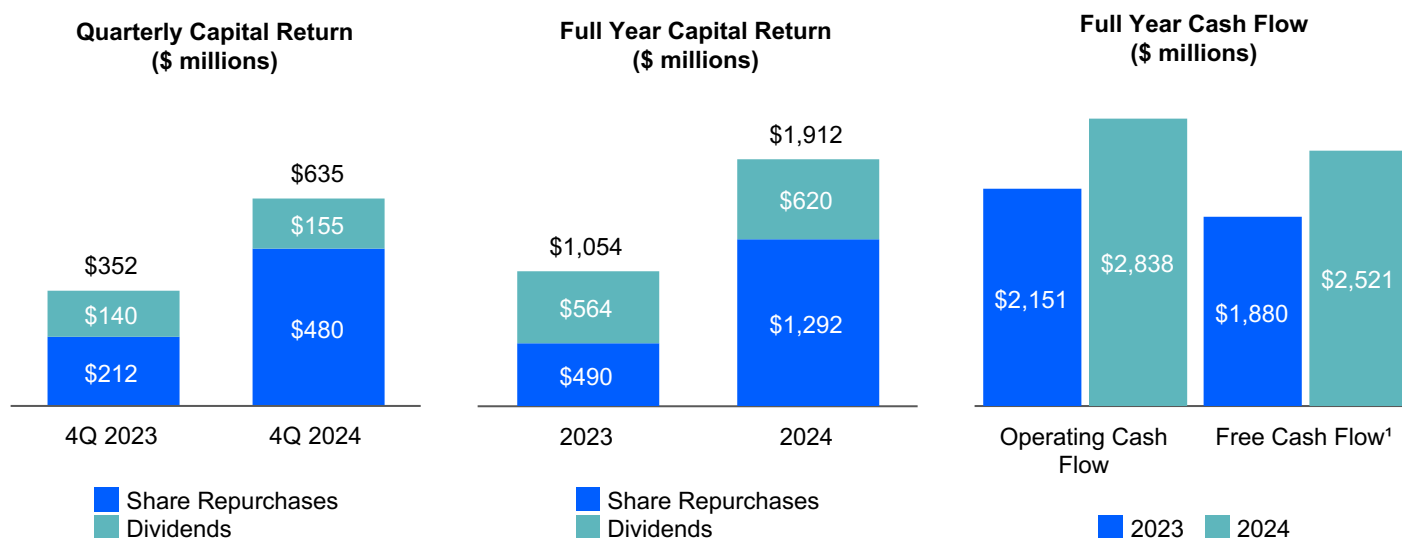 Quarterly Capital Return
($ millions)
$352
$140
$212
$635
$155
$480
4Q 2023
4Q 2024
Share Repurchases
Dividends
Full Year Capital Return
($ millions)
$1,054
$564
$490
$1,912
$620
$1,292
2023
2024
Share Repurchases
Dividends
Full Year Cash Flow
($ millions)
$2,151
$2,838
$1,880
$2,521
Operating Cash
Flow
Free Cash Flow¹
2023
2024